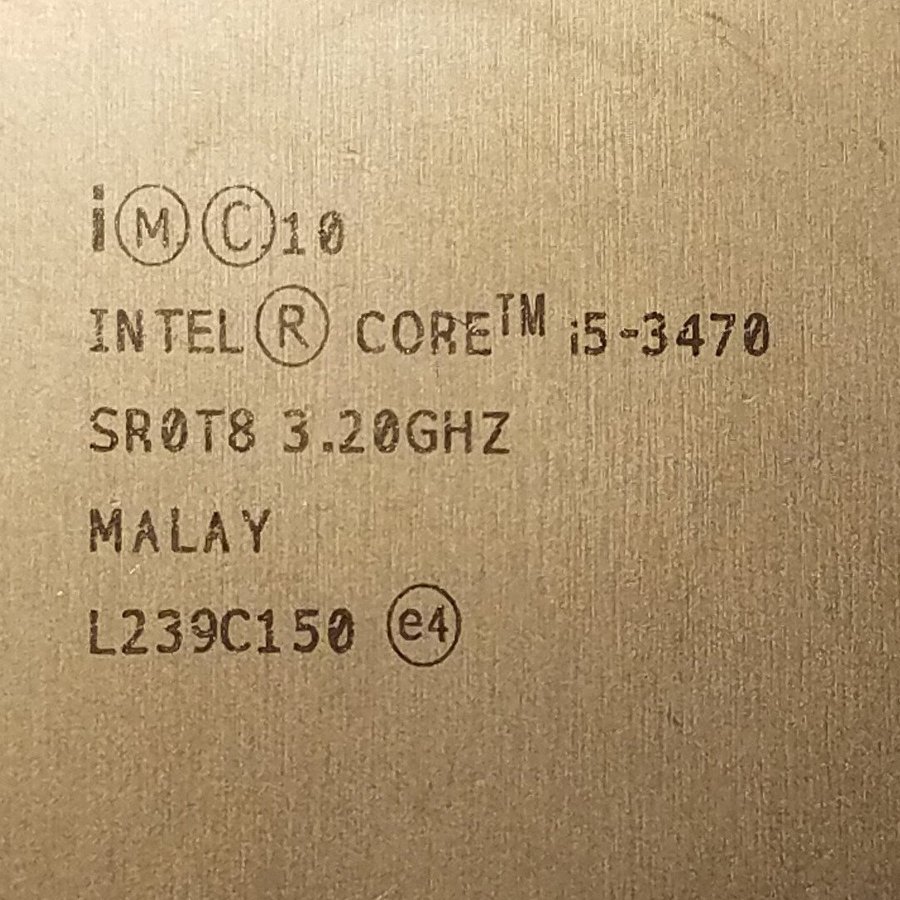 i Ⓜ Ⓒ 10
INTEL® CORE™ i5-3470
SR0T8 3.20GHZ
MALAY
L239C150 e4